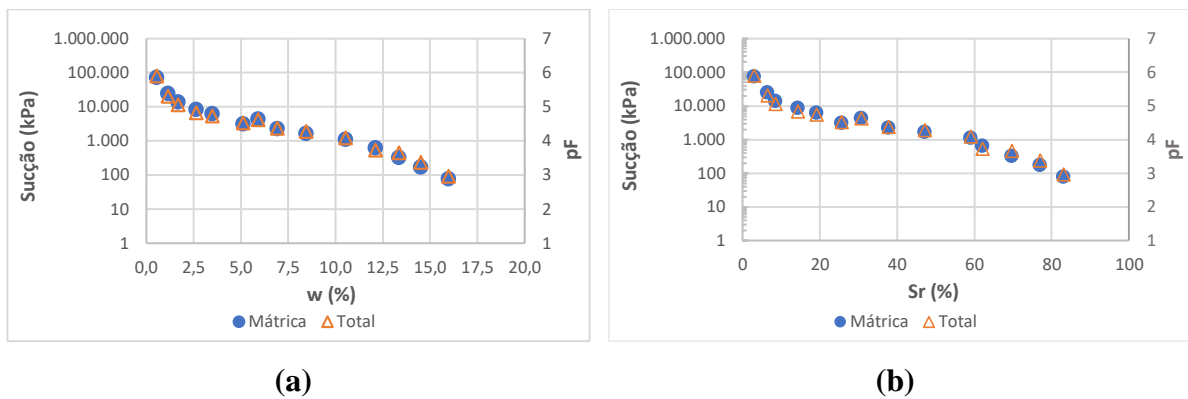 1.000.000
100.000
10.000
1.000
100
10
1
Sucção (kPa)
7
6
5
4
3
2
1
pF
0,0 2,5 5,0 7,5 10,0 12,5 15,0 17,5 20,0
w (%)
Mátrica Total
(a)
1.000.000
100.000
10.000
1.000
100
10
1
Sucção (kPa)
7
6
5
4
3
2
1
pF
0 20 40 60 80 100
Sr (%)
Mátrica Total
(b)